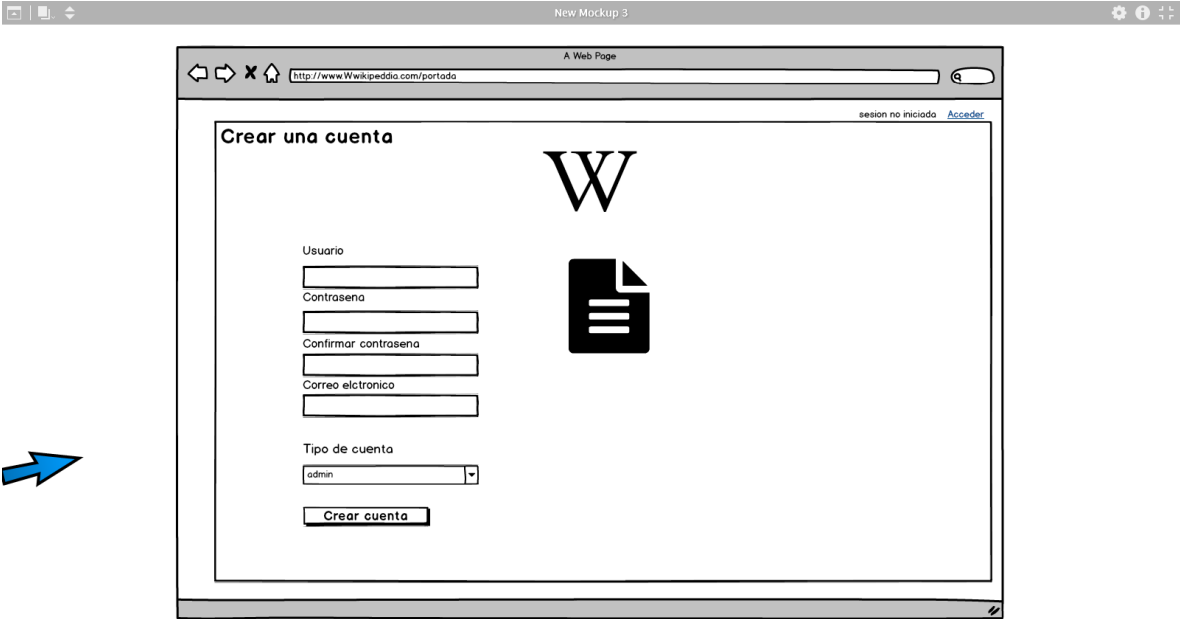 New Mockup 3
A Web Page
http://www.Wwikipeddia.com/portada
sesion no iniciada Acceder
Crear una cuenta
W
Usuario
Contrasena
Confirmar contrasena
Correo elctronico
Tipo de cuenta
admin
Crear cuenta